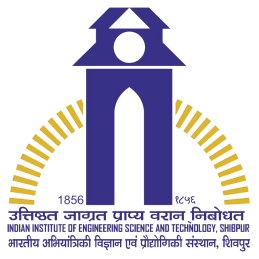 1856 १८५६
उत्तिष्ठत जाग्रत प्राप्य वरान निबोधत
INDIAN INSTITUTE OF ENGINEERING SCIENCE AND TECHNOLOGY, SHIBPUR
भारतीय अभियांत्रिकी विज्ञान एवं प्रौद्योगिकी संस्थान, शिवपुर